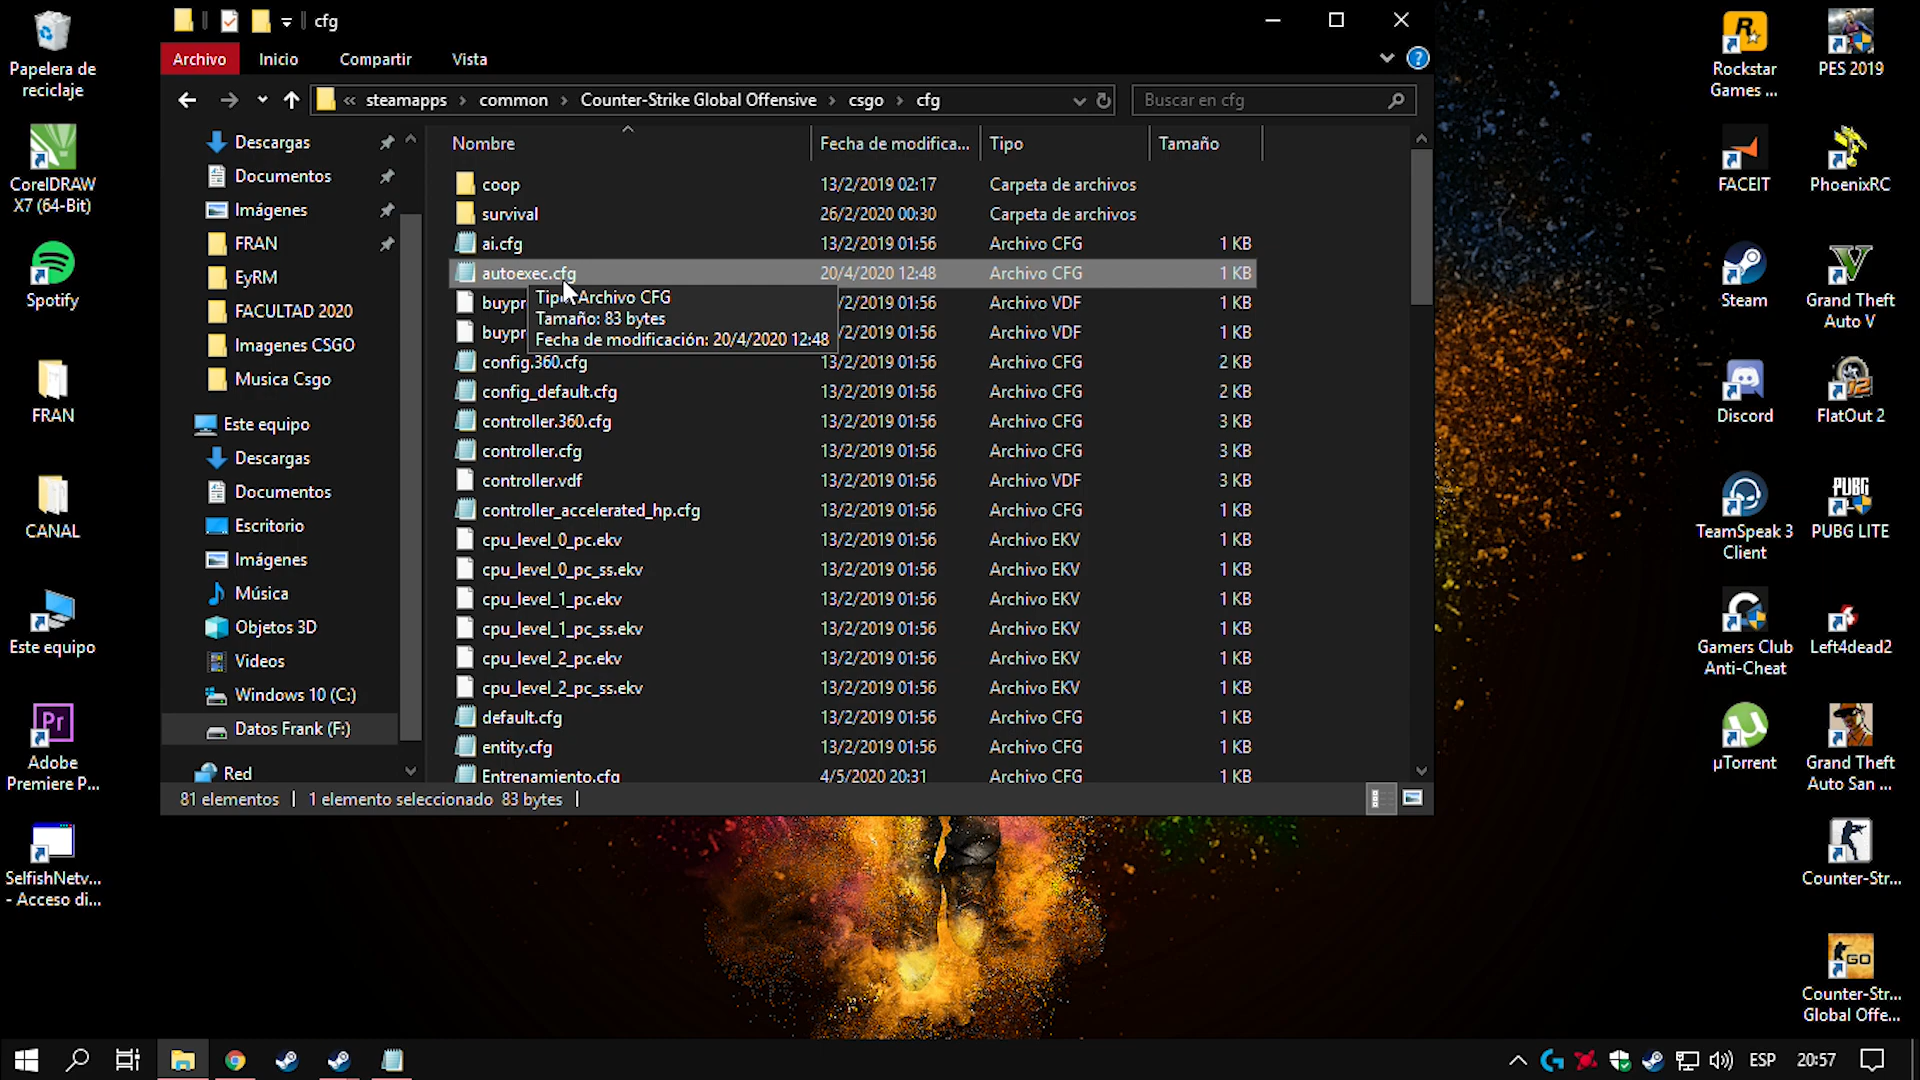 cfg
Archivo
Inicio
Compartir
Vista
« steamapps > common > Counter-Strike Global Offensive > csgo > cfg
Buscar en cfg
Nombre
Fecha de modifica...
Tipo
Tamaño
coop 13/2/2019 02:17 Carpeta de archivos
survival 26/2/2020 00:30 Carpeta de archivos
ai.cfg 13/2/2019 01:56 Archivo CFG 1 KB
autoexec.cfg 20/4/2020 12:48 Archivo CFG 1 KB
buypr /2/2019 01:56 Archivo VDF 1 KB
buypr /2/2019 01:56 Archivo VDF 1 KB
Tipo: Archivo CFG
Tamaño: 83 bytes
Fecha de modificación: 20/4/2020 12:48
config.360.cfg 13/2/2019 01:56 Archivo CFG 2 KB
config_default.cfg 13/2/2019 01:56 Archivo CFG 2 KB
controller.360.cfg 13/2/2019 01:56 Archivo CFG 3 KB
controller.cfg 13/2/2019 01:56 Archivo CFG 3 KB
controller.vdf 13/2/2019 01:56 Archivo VDF 3 KB
controller_accelerated_hp.cfg 13/2/2019 01:56 Archivo CFG 1 KB
cpu_level_0_pc.ekv 13/2/2019 01:56 Archivo EKV 1 KB
cpu_level_0_pc_ss.ekv 13/2/2019 01:56 Archivo EKV 1 KB
cpu_level_1_pc.ekv 13/2/2019 01:56 Archivo EKV 1 KB
cpu_level_1_pc_ss.ekv 13/2/2019 01:56 Archivo EKV 1 KB
cpu_level_2_pc.ekv 13/2/2019 01:56 Archivo EKV 1 KB
cpu_level_2_pc_ss.ekv 13/2/2019 01:56 Archivo EKV 1 KB
default.cfg 13/2/2019 01:56 Archivo CFG 1 KB
entity.cfg 13/2/2019 01:56 Archivo CFG 1 KB
Entrenamiento.cfg 4/5/2020 20:31 Archivo CFG 1 KB
Descargas
Documentos
Imágenes
FRAN
EyRM
FACULTAD 2020
Imagenes CSGO
Musica Csgo
Este equipo
Descargas
Documentos
Escritorio
Imágenes
Música
Objetos 3D
Videos
Windows 10 (C:)
Datos Frank (F:)
Red
81 elementos
1 elemento seleccionado 83 bytes
Papelera de
reciclaje
CorelDRAW
X7 (64-Bit)
Spotify
FRAN
CANAL
Este equipo
Pr
Adobe
Premiere P...
SelfishNetv...
- Acceso di...
Rockstar
Games ...
FACEIT
Steam
Discord
TeamSpeak 3
Client
Gamers Club
Anti-Cheat
µTorrent
PES 2019
PhoenixRC
Grand Theft
Auto V
FlatOut 2
PUBG
PUBG LITE
Left4dead2
Grand Theft
Auto San ...
Counter-Str...
GO
Counter-Str...
Global Offe...
ESP
20:57